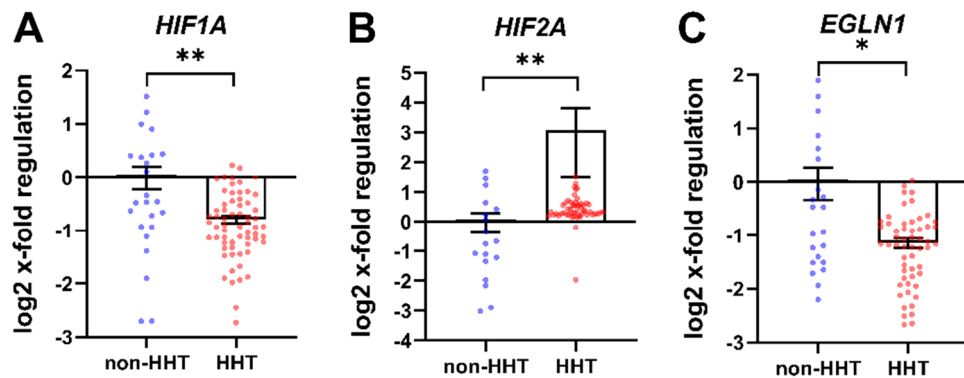 A
HIF1A
**
log2 x-fold regulation
2
1
0
-1
-2
-3
non-HHT HHT
B
HIF2A
**
log2 x-fold regulation
5
4
3
2
1
0
-1
-2
-3
-4
non-HHT HHT
C
EGLN1
*
log2 x-fold regulation
2
1
0
-1
-2
-3
non-HHT HHT